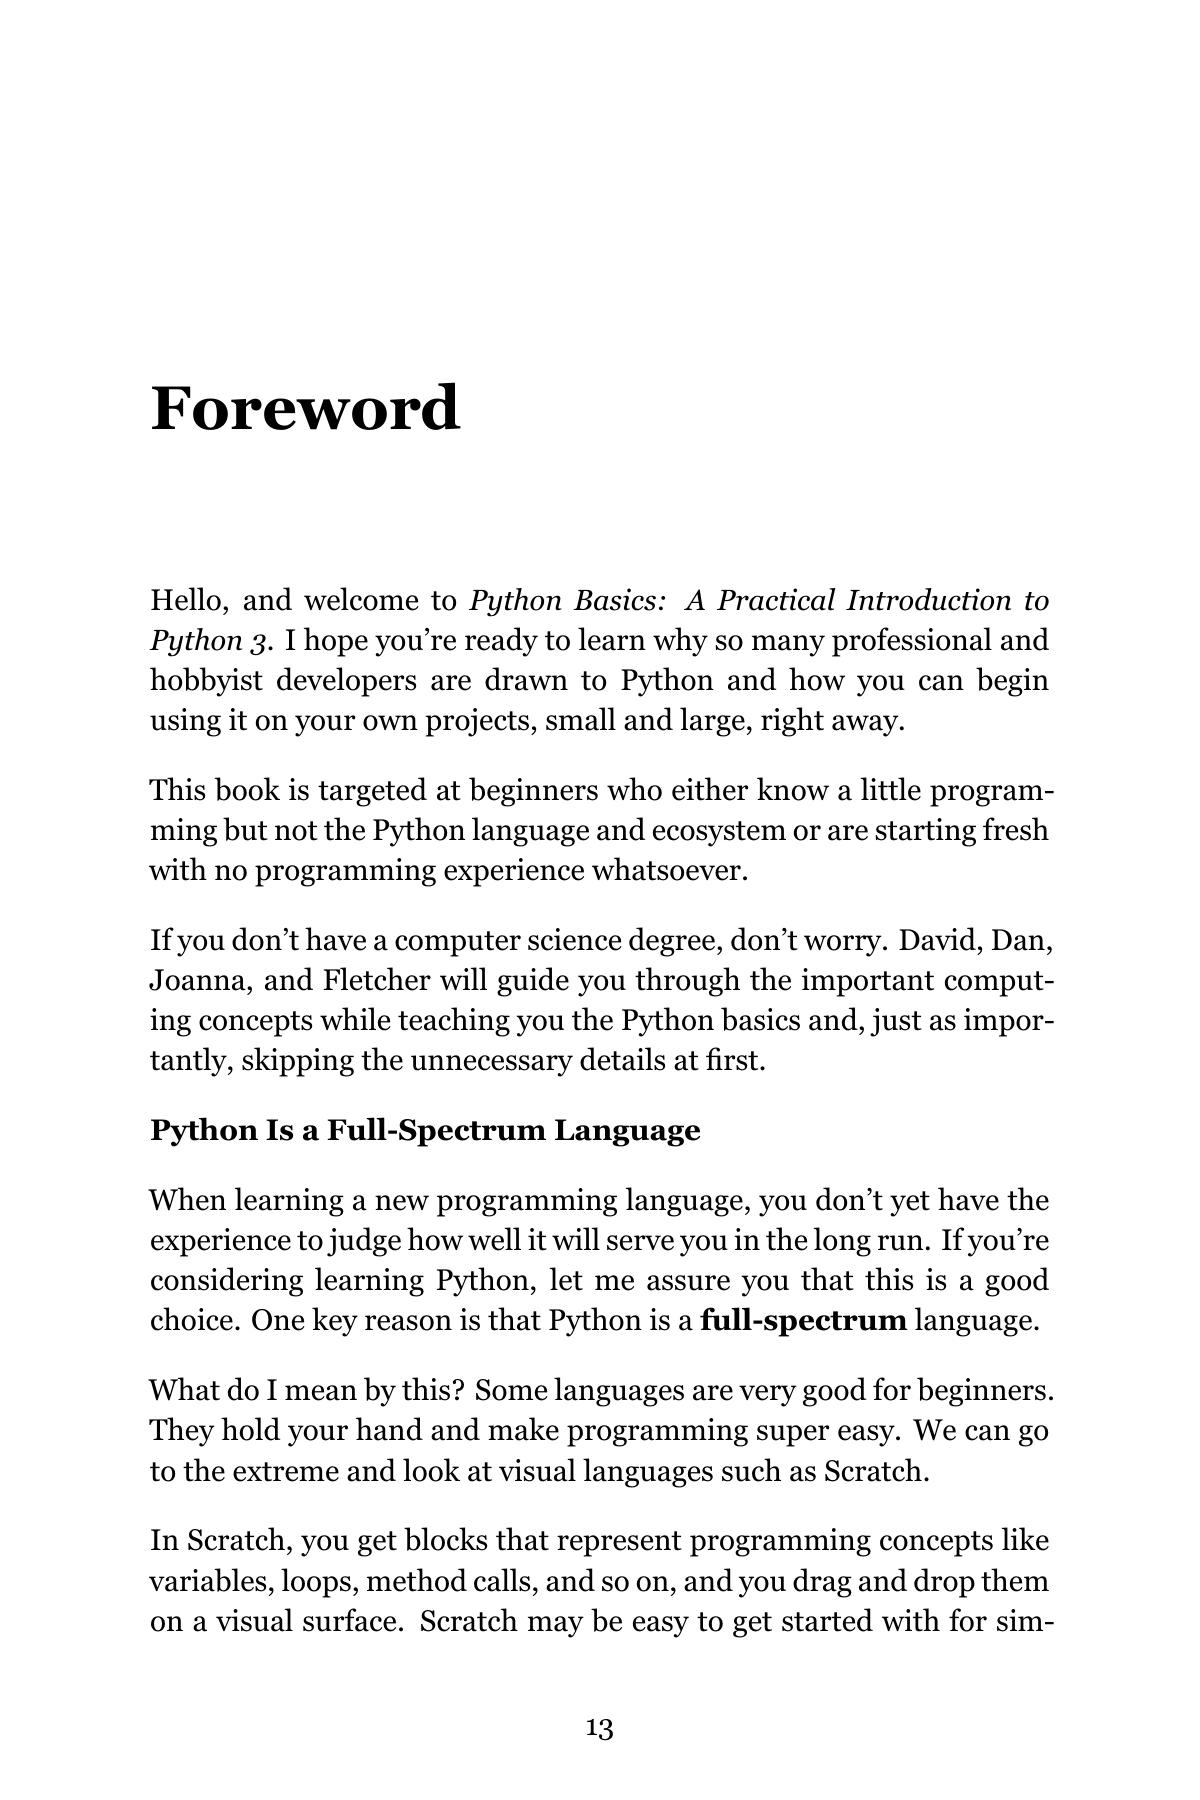 Foreword
Hello, and welcome to Python Basics: A Practical Introduction to
Python 3. I hope you’re ready to learn why so many professional and
hobbyist developers are drawn to Python and how you can begin
using it on your own projects, small and large, right away.
This book is targeted at beginners who either know a little program-
ming but not the Python language and ecosystem or are starting fresh
with no programming experience whatsoever.
If you don’t have a computer science degree, don’t worry. David, Dan,
Joanna, and Fletcher will guide you through the important comput-
ing concepts while teaching you the Python basics and, just as impor-
tantly, skipping the unnecessary details at first.
Python Is a Full-Spectrum Language
When learning a new programming language, you don’t yet have the
experience to judge how well it will serve you in the long run. If you’re
considering learning Python, let me assure you that this is a good
choice. One key reason is that Python is a full-spectrum language.
What do I mean by this? Some languages are very good for beginners.
They hold your hand and make programming super easy. We can go
to the extreme and look at visual languages such as Scratch.
In Scratch, you get blocks that represent programming concepts like
variables, loops, method calls, and so on, and you drag and drop them
on a visual surface. Scratch may be easy to get started with for sim-
13